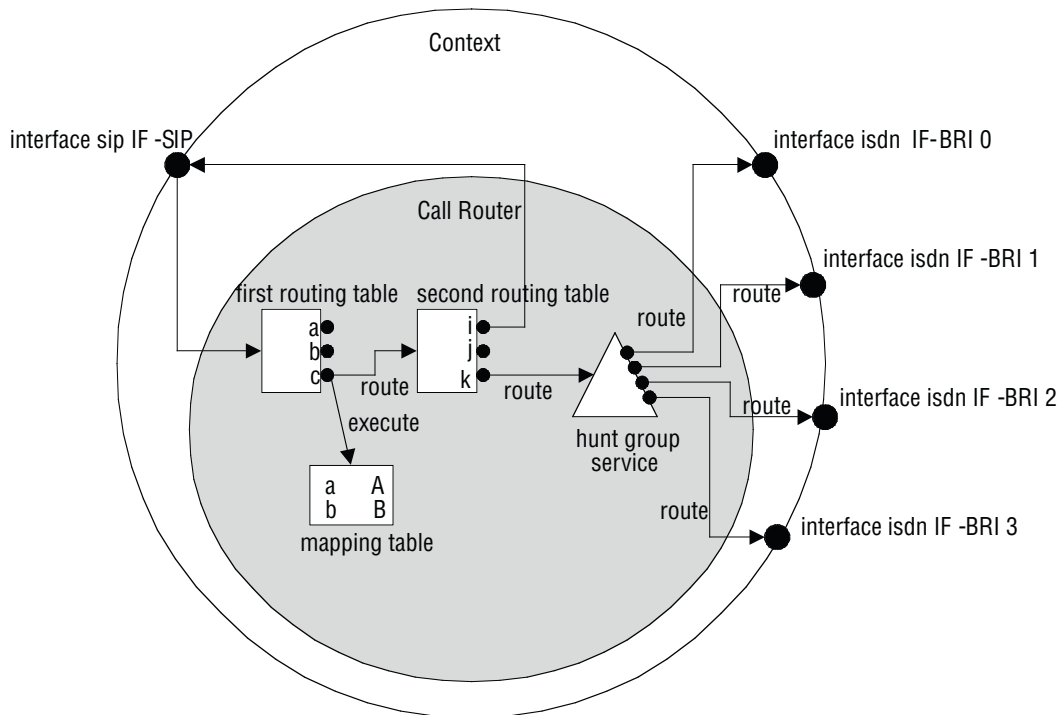 Context
interface sip IF -SIP
interface isdn IF-BRI 0
Call Router
interface isdn IF -BRI 1
first routing table
second routing table
route
route
a
b
c
i
j
k
route
route
execute
route
interface isdn IF -BRI 2
hunt group
service
a A
b B
mapping table
route
interface isdn IF -BRI 3